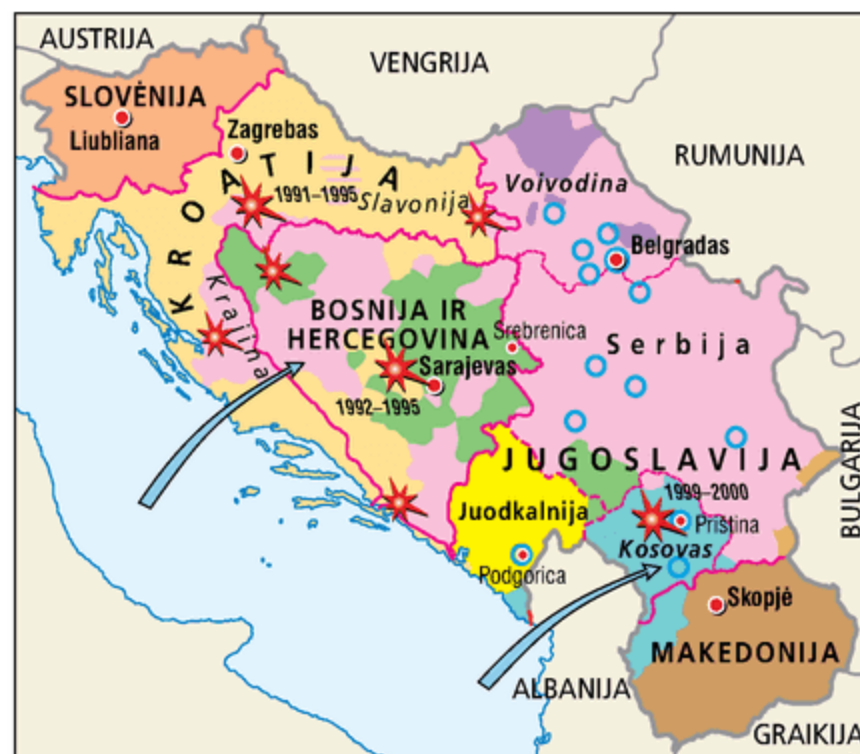 AUSTRIJA
VENGRIJA
SLOVĖNIJA
Liubliana
Zagrebas
RUMUNIJA
KROATIJA
1991–1995
Slavonija
Voivodina
Belgradas
Krajina
BOSNIJA IR
HERCEGOVINA
Srebrenica
Serbija
Sarajevas
1992–1995
JUGOSLAVIJA
BULGARIJA
1999–2000
Juodkalnija
Priština
Kosovas
Podgorica
Skopjė
MAKEDONIJA
ALBANIJA
GRAIKIJA